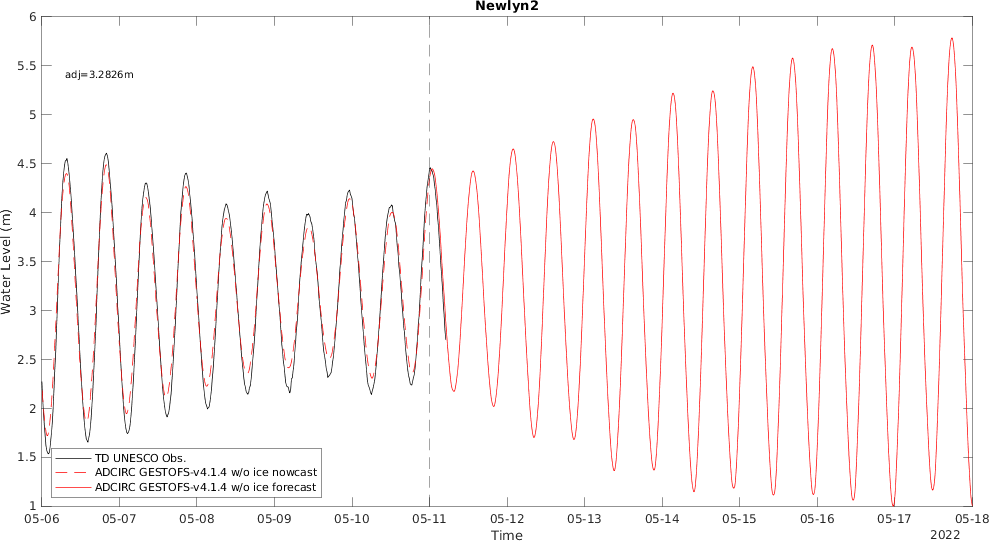 Newlyn2
adj=3.2826m
Water Level (m)
6
5.5
5
4.5
4
3.5
3
2.5
2
1.5
1
TD UNESCO Obs.
ADCIRC GESTOFS-v4.1.4 w/o ice nowcast
ADCIRC GESTOFS-v4.1.4 w/o ice forecast
05-06 05-07 05-08 05-09 05-10 05-11 05-12 05-13 05-14 05-15 05-16 05-17 05-18
Time
2022